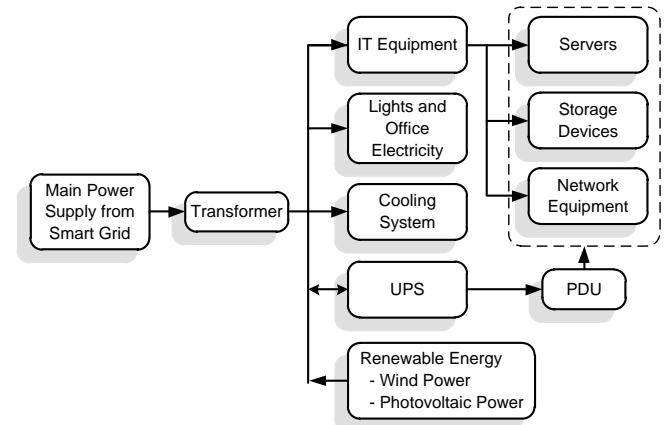 Main Power
Supply from
Smart Grid
Transformer
IT Equipment
Lights and
Office
Electricity
Cooling
System
UPS
Renewable Energy
- Wind Power
- Photovoltaic Power
Servers
Storage
Devices
Network
Equipment
PDU